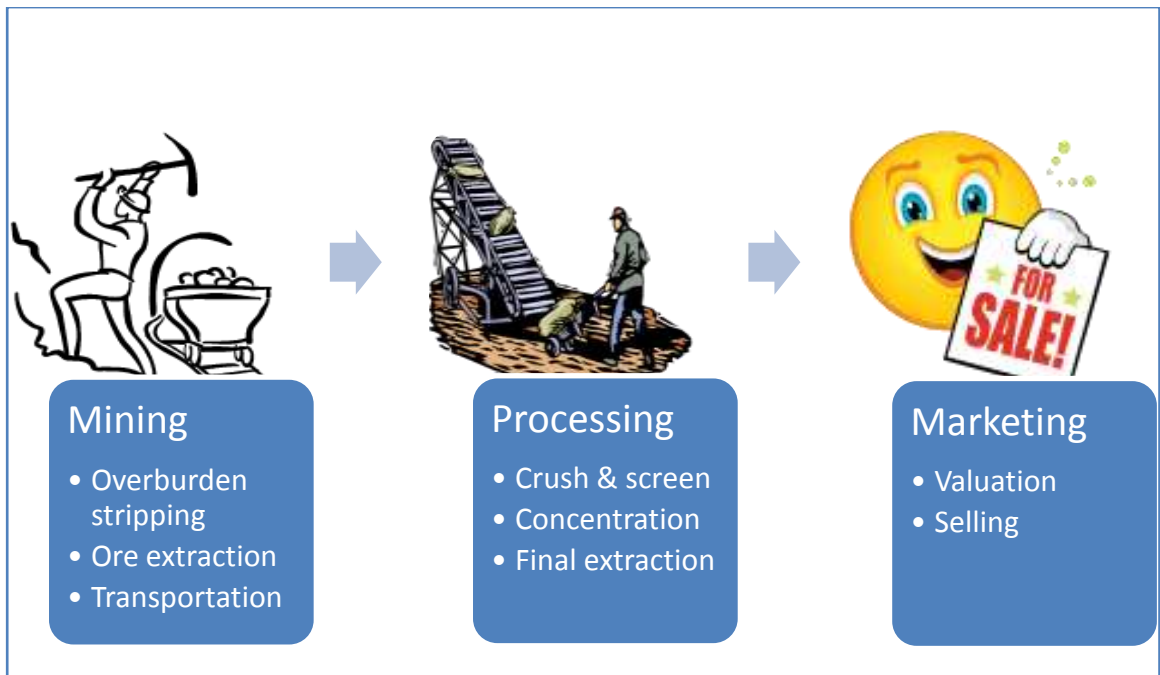 FOR
SALE!
Mining
• Overburden
stripping
• Ore extraction
• Transportation
Processing
• Crush & screen
• Concentration
• Final extraction
Marketing
• Valuation
• Selling